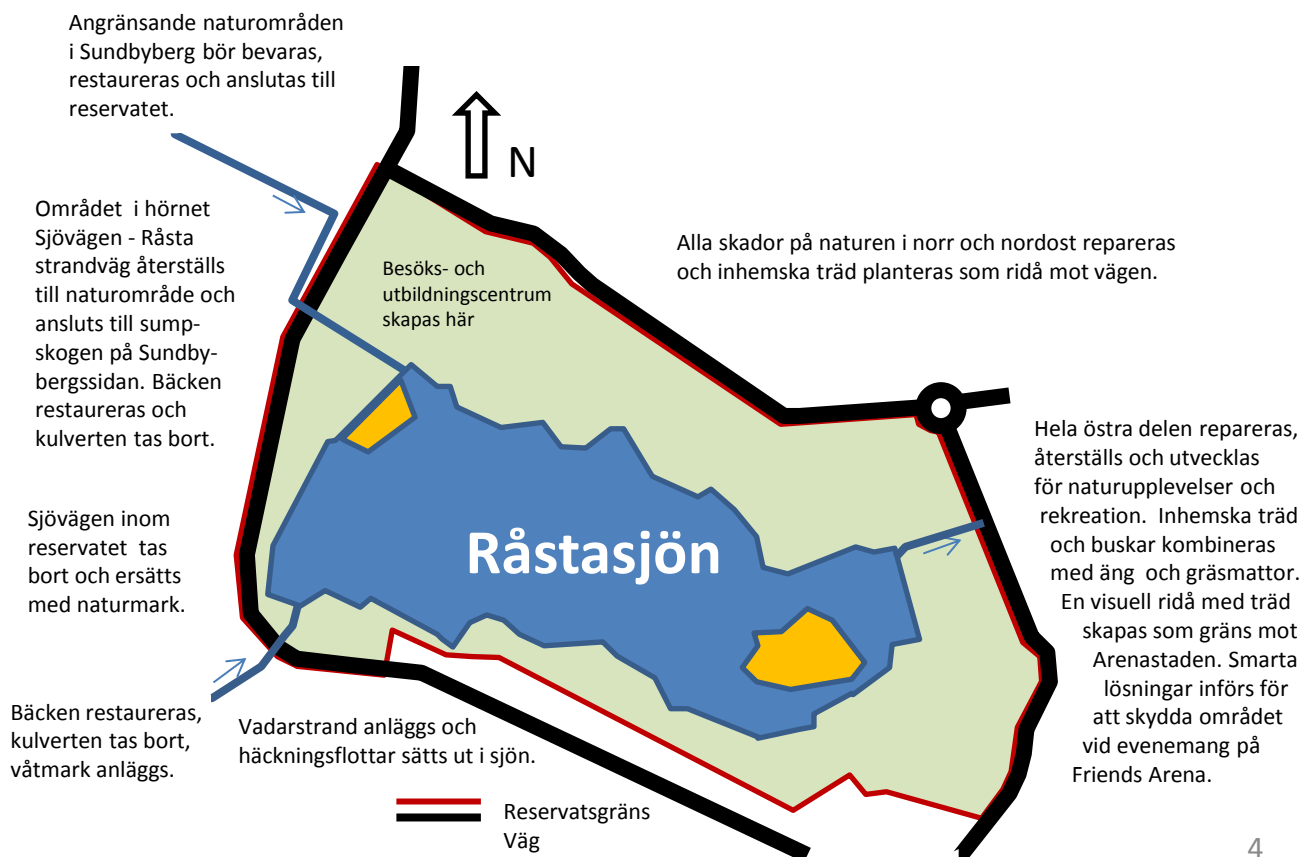 Angränsande naturområden
i Sundbyberg bör bevaras,
restaureras och anslutas till
reservatet.
N
Området i hörnet
Sjövägen - Råsta
strandväg återställs
till naturområde och
ansluts till sump-
skogen på Sundby-
bergssidan. Bäcken
restaureras och
kulverten tas bort.
Besöks- och
utbildningscentrum
skapas här
Alla skador på naturen i norr och nordost repareras
och inhemska träd planteras som ridå mot vägen.
Sjövägen inom
reservatet tas
bort och ersätts
med naturmark.
Råstasjön
Hela östra delen repareras,
återställs och utvecklas
för naturupplevelser och
rekreation. Inhemska träd
och buskar kombineras
med äng och gräsmattor.
En visuell ridå med träd
skapas som gräns mot
Arenastaden. Smarta
lösningar införs för
att skydda området
vid evenemang på
Friends Arena.
Bäcken restaureras,
kulverten tas bort,
våtmark anläggs.
Vadarstrand anläggs och
häckningsflottar sätts ut i sjön.
Reservatsgräns
Väg
4